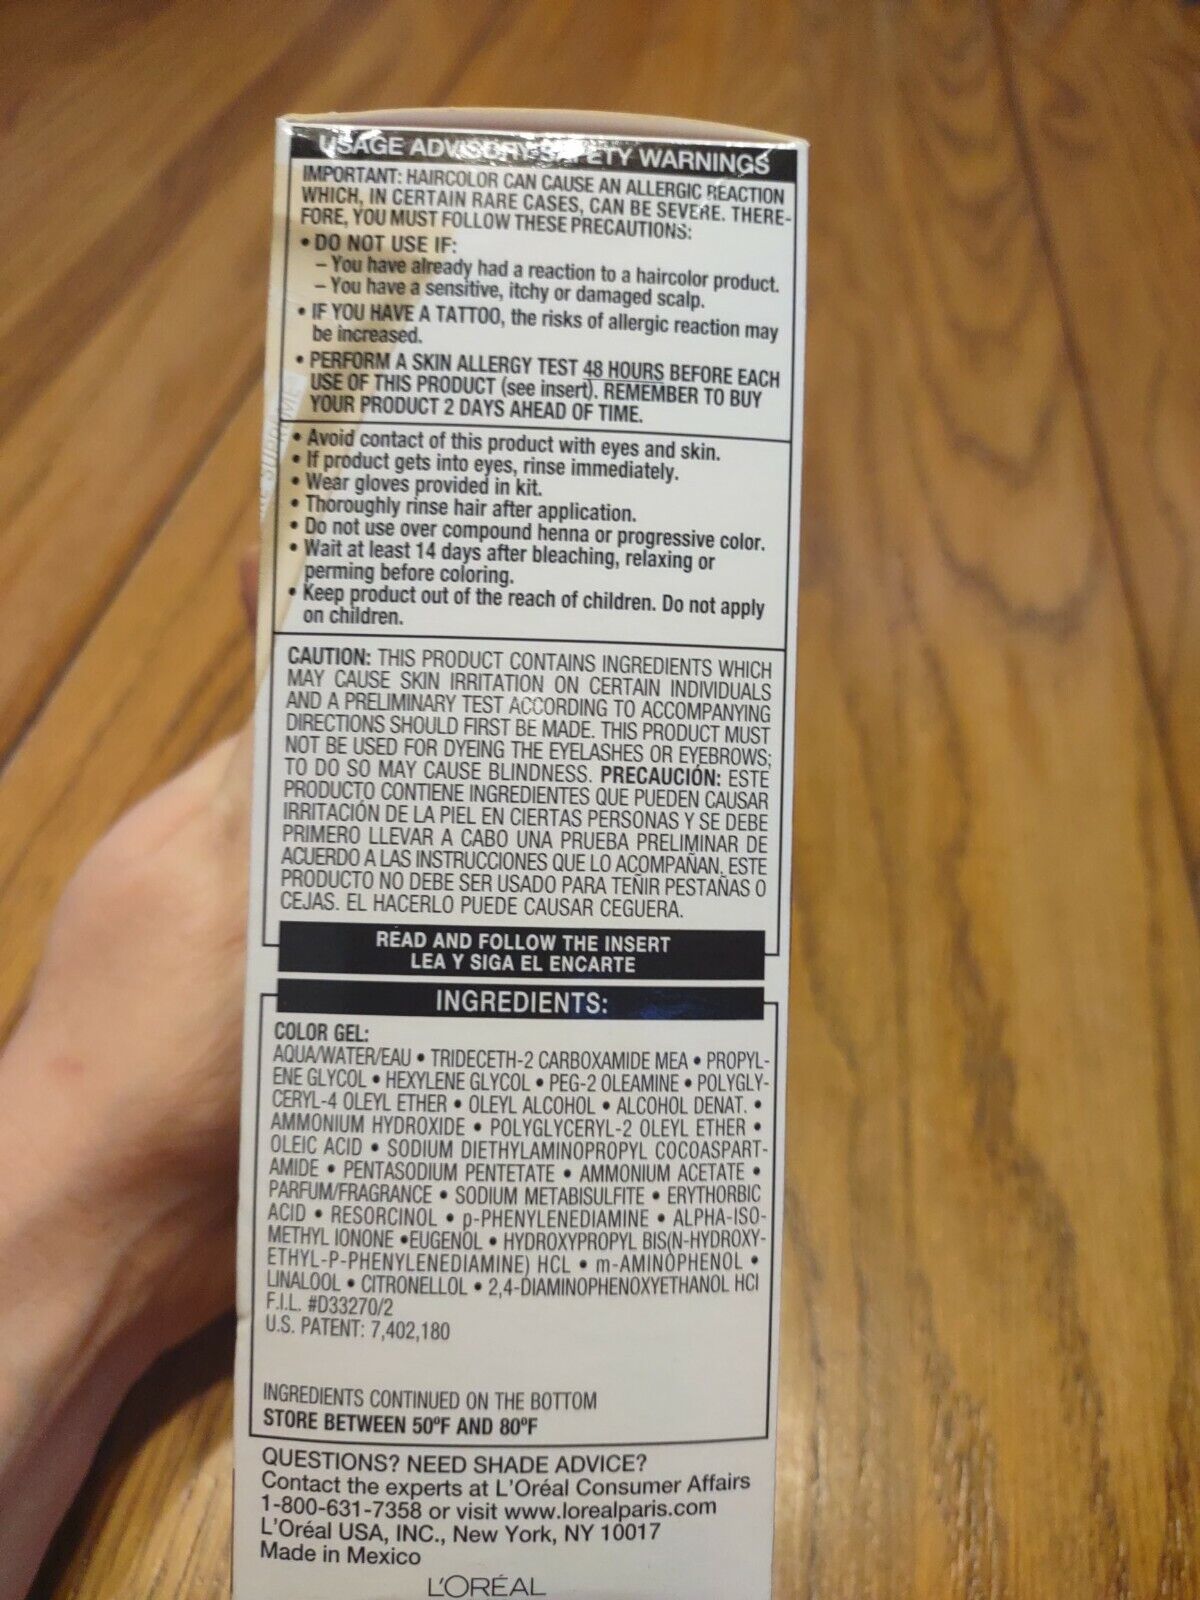 USAGE ADVISORY-SAFETY WARNINGS
IMPORTANT: HAIRCOLOR CAN CAUSE AN ALLERGIC REACTION
WHICH, IN CERTAIN RARE CASES, CAN BE SEVERE. THERE-
FORE, YOU MUST FOLLOW THESE PRECAUTIONS:
• DO NOT USE IF:
– You have already had a reaction to a haircolor product.
– You have a sensitive, itchy or damaged scalp.
• IF YOU HAVE A TATTOO, the risks of allergic reaction may
be increased.
• PERFORM A SKIN ALLERGY TEST 48 HOURS BEFORE EACH
USE OF THIS PRODUCT (see insert). REMEMBER TO BUY
YOUR PRODUCT 2 DAYS AHEAD OF TIME.
• Avoid contact of this product with eyes and skin.
• If product gets into eyes, rinse immediately.
• Wear gloves provided in kit.
• Thoroughly rinse hair after application.
• Do not use over compound henna or progressive color.
• Wait at least 14 days after bleaching, relaxing or
perming before coloring.
• Keep product out of the reach of children. Do not apply
on children.
CAUTION: THIS PRODUCT CONTAINS INGREDIENTS WHICH
MAY CAUSE SKIN IRRITATION ON CERTAIN INDIVIDUALS
AND A PRELIMINARY TEST ACCORDING TO ACCOMPANYING
DIRECTIONS SHOULD FIRST BE MADE. THIS PRODUCT MUST
NOT BE USED FOR DYEING THE EYELASHES OR EYEBROWS;
TO DO SO MAY CAUSE BLINDNESS. PRECAUCIÓN: ESTE
PRODUCTO CONTIENE INGREDIENTES QUE PUEDEN CAUSAR
IRRITACIÓN DE LA PIEL EN CIERTAS PERSONAS Y SE DEBE
PRIMERO LLEVAR A CABO UNA PRUEBA PRELIMINAR DE
ACUERDO A LAS INSTRUCCIONES QUE LO ACOMPAÑAN. ESTE
PRODUCTO NO DEBE SER USADO PARA TEÑIR PESTAÑAS O
CEJAS. EL HACERLO PUEDE CAUSAR CEGUERA.
READ AND FOLLOW THE INSERT
LEA Y SIGA EL ENCARTE
INGREDIENTS:
COLOR GEL:
AQUA/WATER/EAU • TRIDECETH-2 CARBOXAMIDE MEA • PROPYL-
ENE GLYCOL • HEXYLENE GLYCOL • PEG-2 OLEAMINE • POLYGLY-
CERYL-4 OLEYL ETHER • OLEYL ALCOHOL • ALCOHOL DENAT. •
AMMONIUM HYDROXIDE • POLYGLYCERYL-2 OLEYL ETHER •
OLEIC ACID • SODIUM DIETHYLAMINOPROPYL COCOASPART-
AMIDE • PENTASODIUM PENTETATE • AMMONIUM ACETATE •
PARFUM/FRAGRANCE • SODIUM METABISULFITE • ERYTHORBIC
ACID • RESORCINOL • p-PHENYLENEDIAMINE • ALPHA-ISO-
METHYL IONONE •EUGENOL • HYDROXYPROPYL BIS(N-HYDROXY-
ETHYL-P-PHENYLENEDIAMINE) HCL • m-AMINOPHENOL •
LINALOOL • CITRONELLOL • 2,4-DIAMINOPHENOXYETHANOL HCl
F.I.L. #D33270/2
U.S. PATENT: 7,402,180
INGREDIENTS CONTINUED ON THE BOTTOM
STORE BETWEEN 50ºF AND 80ºF
QUESTIONS? NEED SHADE ADVICE?
Contact the experts at L'Oréal Consumer Affairs
1-800-631-7358 or visit www.lorealparis.com
L'Oréal USA, INC., New York, NY 10017
Made in Mexico
L'ORÉAL